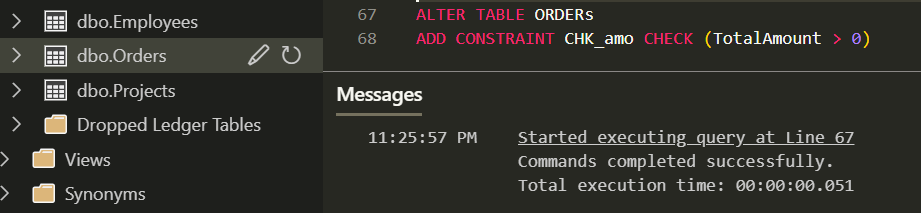 dbo.Employees
dbo.Orders
dbo.Projects
Dropped Ledger Tables
Views
Synonyms
67 ALTER TABLE ORDERs
68 ADD CONSTRAINT CHK_amo CHECK (TotalAmount > 0)
Messages
11:25:57 PM Started executing query at Line 67
Commands completed successfully.
Total execution time: 00:00:00.051